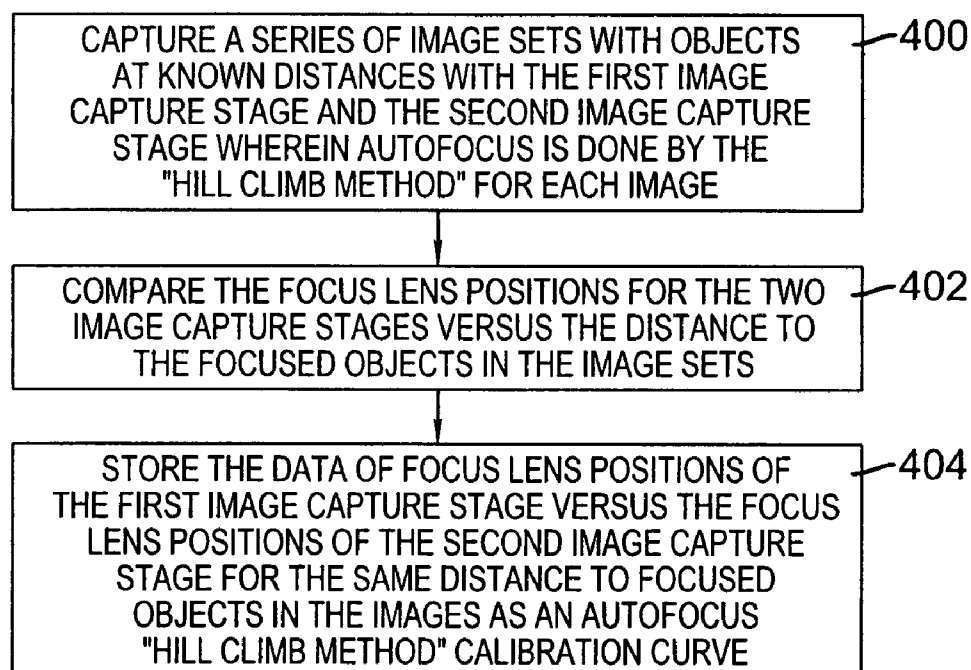 CAPTURE A SERIES OF IMAGE SETS WITH OBJECTS
AT KNOWN DISTANCES WITH THE FIRST IMAGE
CAPTURE STAGE AND THE SECOND IMAGE CAPTURE
STAGE WHEREIN AUTOFOCUS IS DONE BY THE
"HILL CLIMB METHOD" FOR EACH IMAGE
400
COMPARE THE FOCUS LENS POSITIONS FOR THE TWO
IMAGE CAPTURE STAGES VERSUS THE DISTANCE TO
THE FOCUSED OBJECTS IN THE IMAGE SETS
402
STORE THE DATA OF FOCUS LENS POSITIONS OF
THE FIRST IMAGE CAPTURE STAGE VERSUS THE FOCUS
LENS POSITIONS OF THE SECOND IMAGE CAPTURE
STAGE FOR THE SAME DISTANCE TO FOCUSED
OBJECTS IN THE IMAGES AS AN AUTOFOCUS
"HILL CLIMB METHOD" CALIBRATION CURVE
404